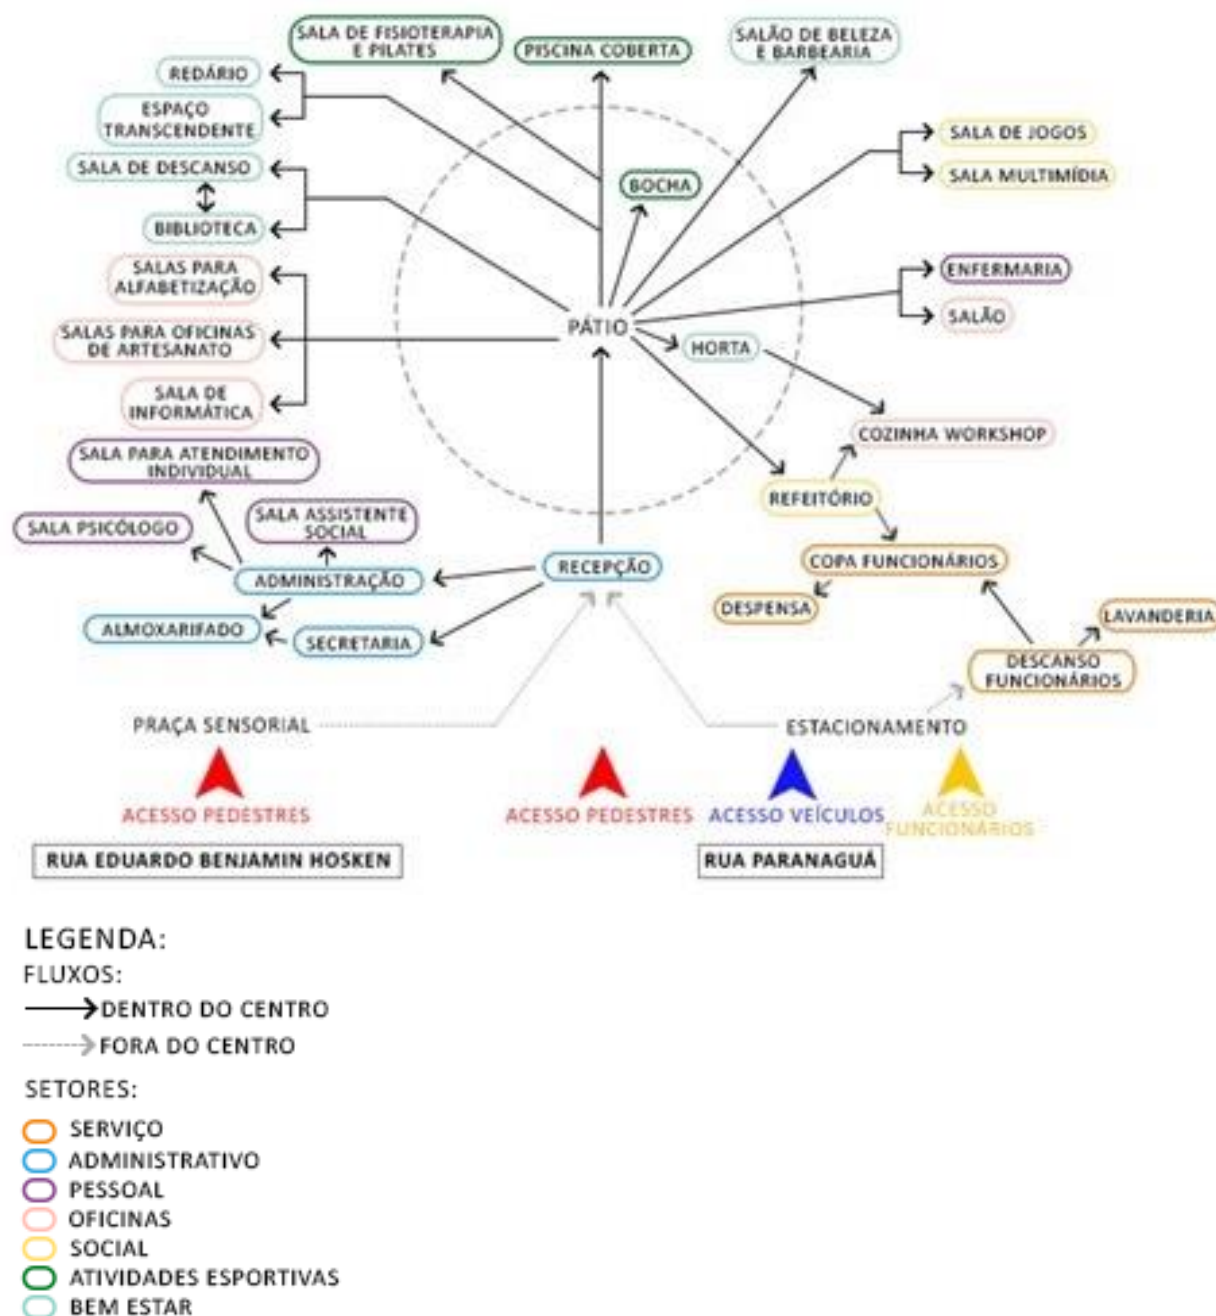 SALA DE FISIOTERAPIA
E PILATES
PISCINA COBERTA
SALÃO DE BELEZA
E BARBEARIA
REDÁRIO
ESPAÇO
TRANSCENDENTE
SALA DE JOGOS
SALA DE DESCANSO
SALA MULTIMÍDIA
BOCHA
BIBLIOTECA
SALAS PARA
ALFABETIZAÇÃO
ENFERMARIA
SALÃO
PÁTIO
SALAS PARA OFICINAS
DE ARTESANATO
HORTA
SALA DE
INFORMÁTICA
COZINHA WORKSHOP
SALA PARA ATENDIMENTO
INDIVIDUAL
REFEITÓRIO
SALA PSICÓLOGO
SALA ASSISTENTE
SOCIAL
RECEPÇÃO
COPA FUNCIONÁRIOS
ADMINISTRAÇÃO
DESPENSA
LAVANDERIA
ALMOXARIFADO
SECRETARIA
DESCANSO
FUNCIONÁRIOS
PRAÇA SENSORIAL
ESTACIONAMENTO
ACESSO PEDESTRES
ACESSO PEDESTRES
ACESSO VEÍCULOS
ACESSO
FUNCIONÁRIOS
RUA EDUARDO BENJAMIN HOSKEN
RUA PARANAGUÁ
LEGENDA:
FLUXOS:
DENTRO DO CENTRO
FORA DO CENTRO
SETORES:
SERVIÇO
ADMINISTRATIVO
PESSOAL
OFICINAS
SOCIAL
ATIVIDADES ESPORTIVAS
BEM ESTAR